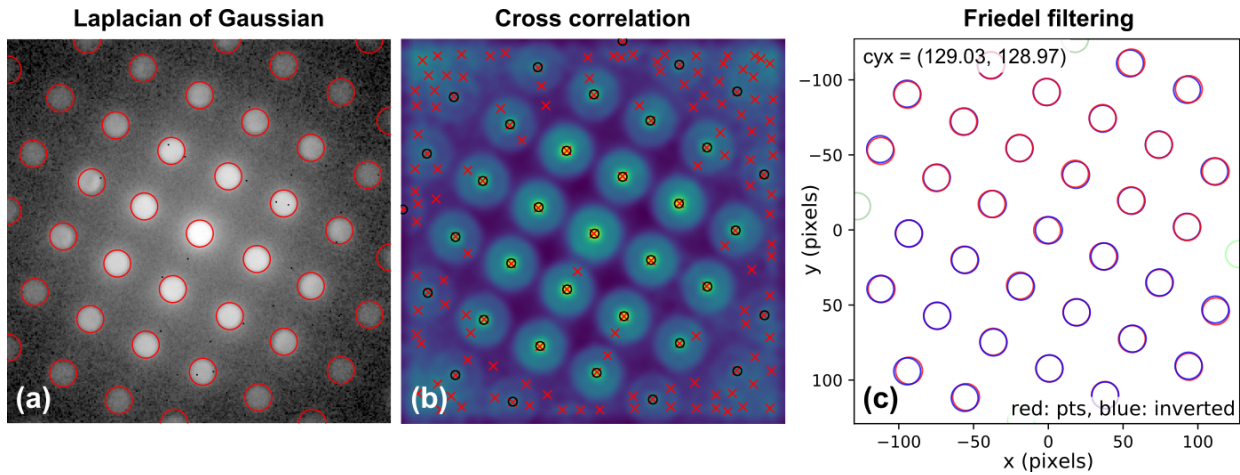 Laplacian of Gaussian
Cross correlation
Friedel filtering
(a)
(b)
(c)
cyx = (129.03, 128.97)
red: pts, blue: inverted
y (pixels)
−100
−50
0
50
100
−100
−50
0
50
100
x (pixels)